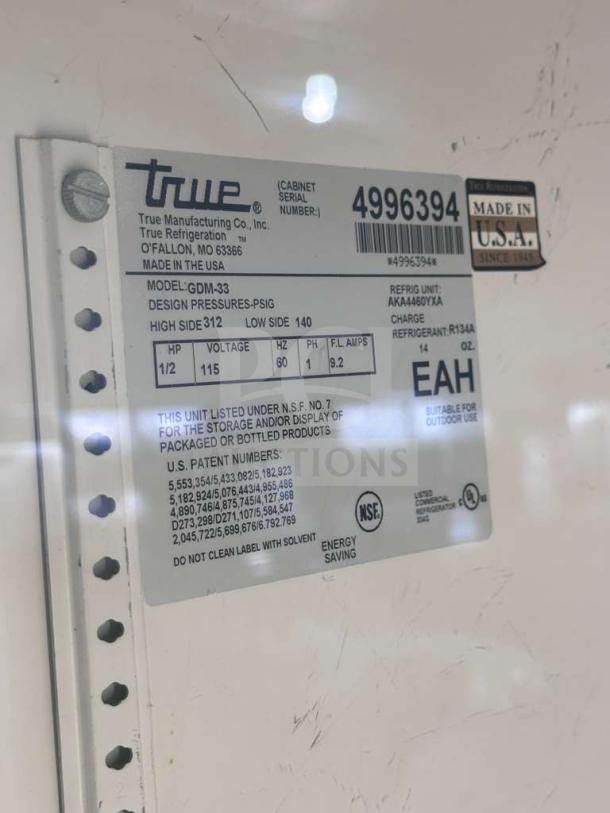 true®
True Manufacturing Co., Inc.
True Refrigeration ™
O'FALLON, MO 63366
MADE IN THE USA
(CABINET
SERIAL
NUMBER:)
4996394
*4996394*
TRUE REFRIGERATION
MADE IN
U.S.A.
SINCE 1945
MODEL: GDM-33
DESIGN PRESSURES-PSIG
HIGH SIDE 312 LOW SIDE 140
REFRIG UNIT:
AKA4460YXA
CHARGE
REFRIGERANT: R134A
14 OZ.
HP VOLTAGE HZ PH F.L. AMPS
1/2 115 60 1 9.2
EAH
SUITABLE FOR
OUTDOOR USE
THIS UNIT LISTED UNDER N.S.F. NO. 7
FOR THE STORAGE AND/OR DISPLAY OF
PACKAGED OR BOTTLED PRODUCTS
U.S. PATENT NUMBERS:
5,553,354/5,433,082/5,182,923
5,182,924/5,076,443/4,955,486
4,890,746/4,875,745/4,127,968
D273,298/D271,107/5,584,547
2,045,722/5,699,676/6.792.769
DO NOT CLEAN LABEL WITH SOLVENT
ENERGY
SAVING
NSF.
LISTED
COMMERCIAL
REFRIGERATOR
C UL US